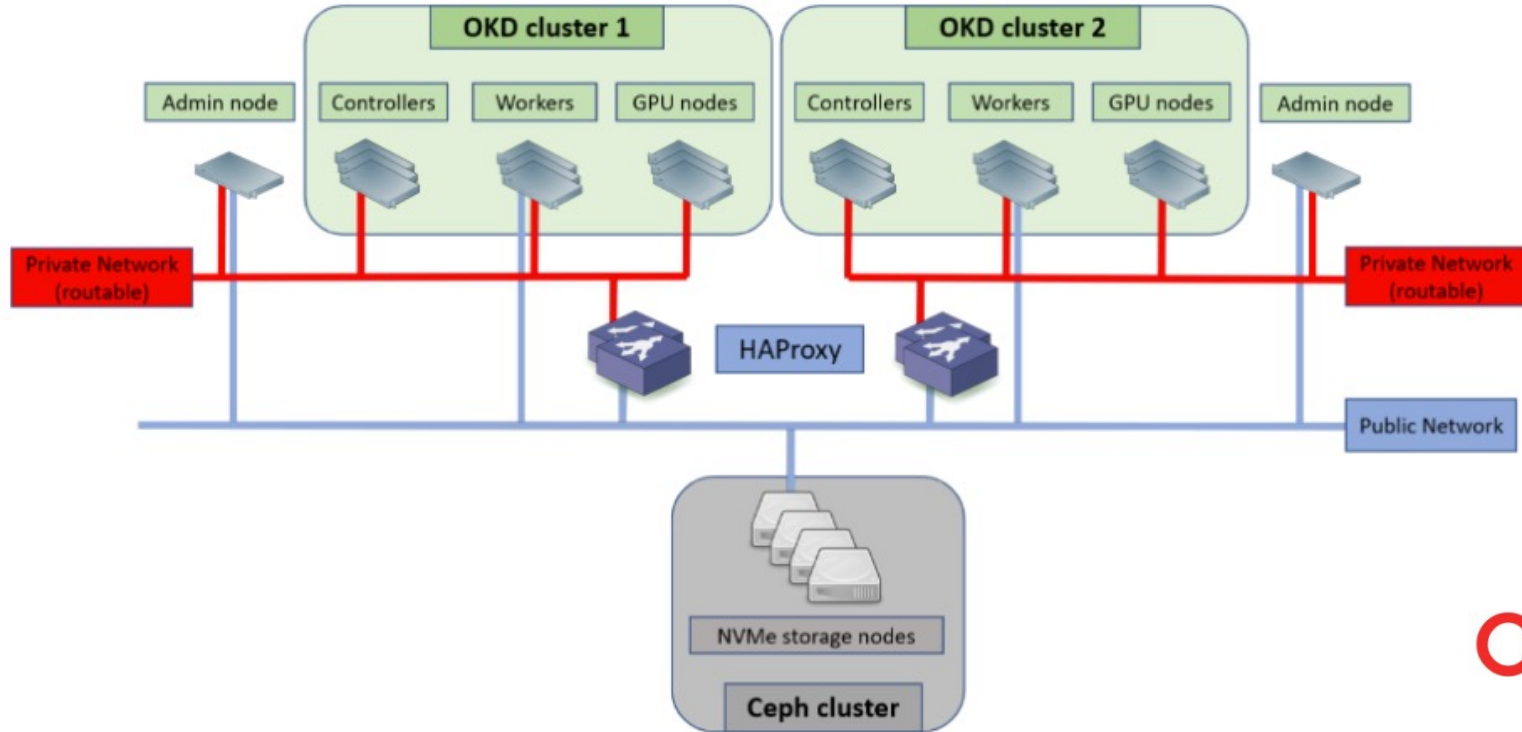 OKD cluster 1
OKD cluster 2
Admin node
Controllers
Workers
GPU nodes
Controllers
Workers
GPU nodes
Admin node
Private Network
(routable)
Private Network
(routable)
HAProxy
Public Network
NVMe storage nodes
Ceph cluster